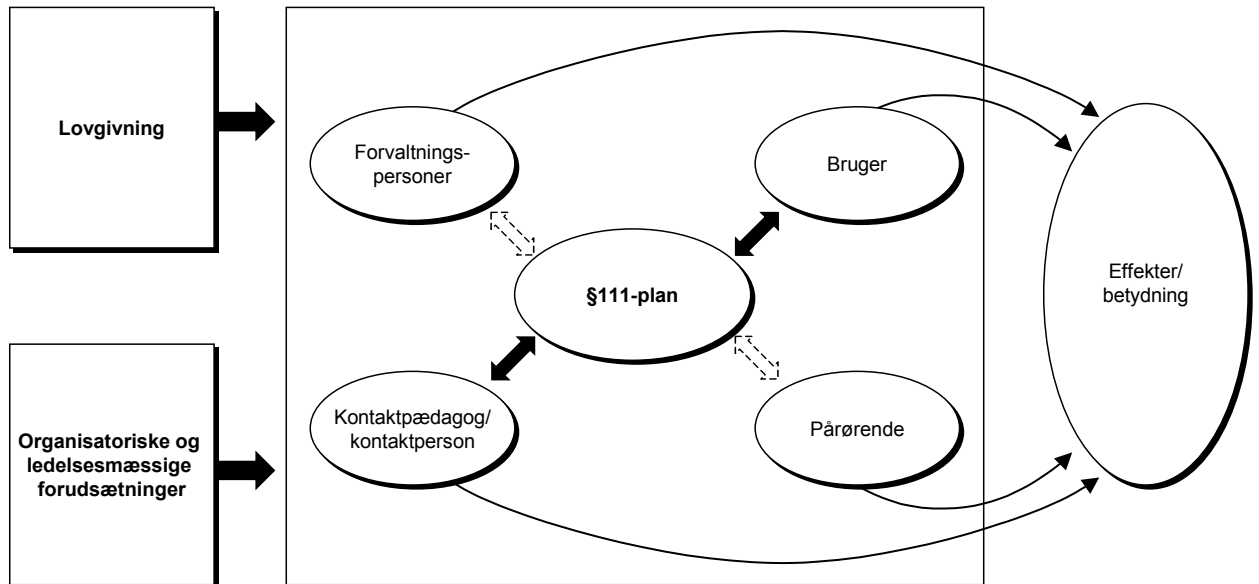 Lovgivning
Forvaltnings-
personer
Bruger
§111-plan
Effekter/
betydning
Organisatoriske og
ledelsesmæssige
forudsætninger
Kontaktpædagog/
kontaktperson
Pårørende